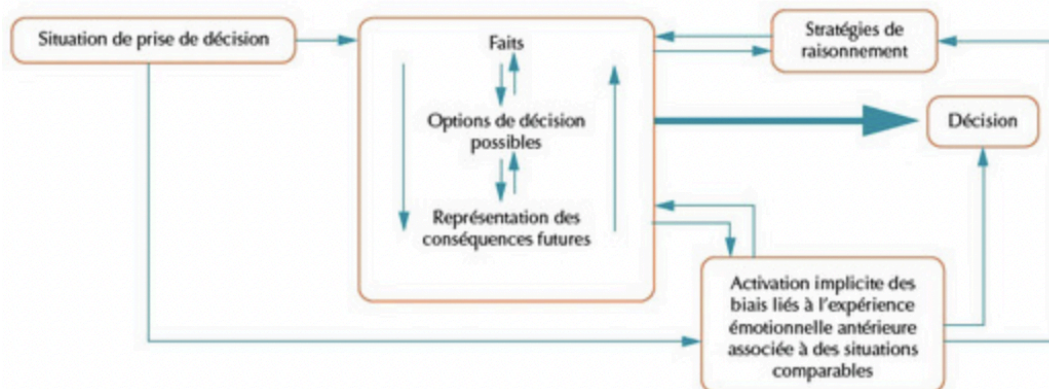 Situation de prise de décision
Faits
Options de décision
possibles
Représentation des
conséquences futures
Stratégies de
raisonnement
Décision
Activation implicite des
biais liés à l'expérience
émotionnelle antérieure
associée à des situations
comparables